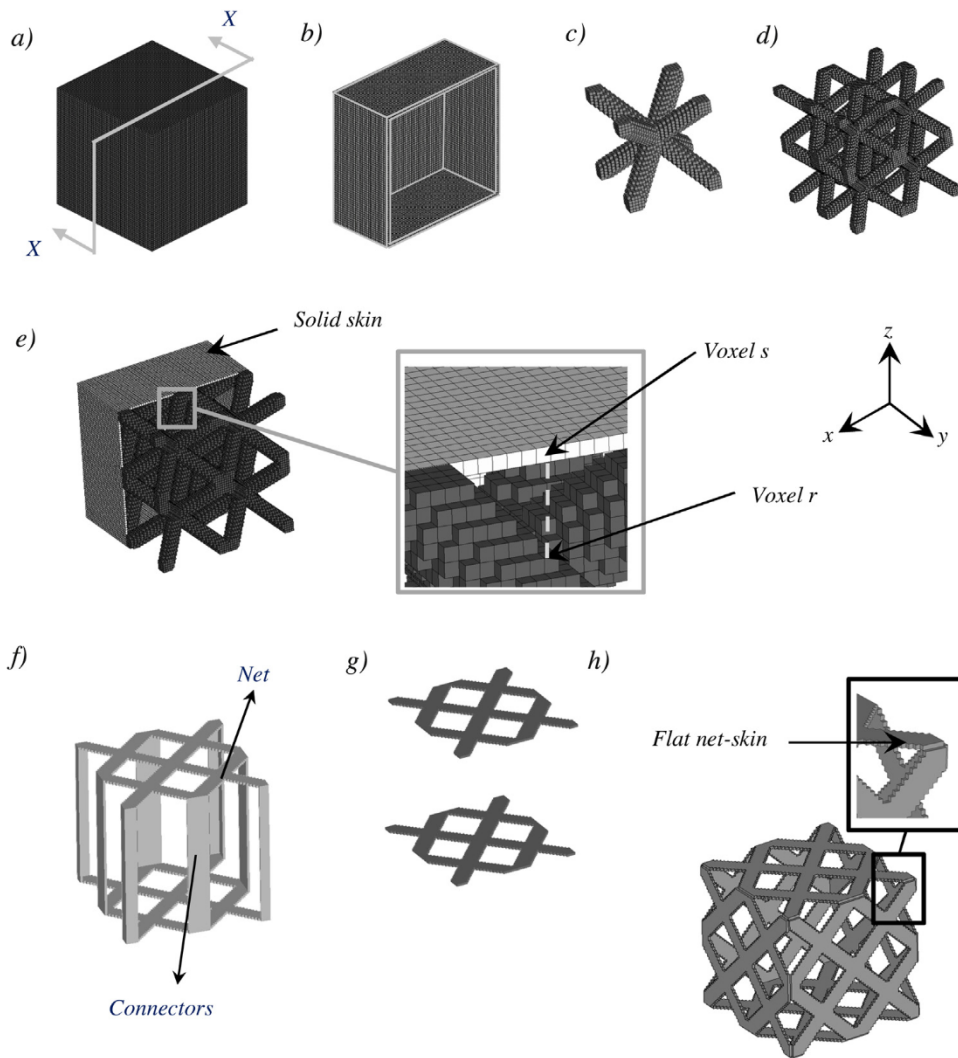 a)
X
X
b)
c)
d)
e)
Solid skin
Voxel s
Voxel r
z
x
y
f)
Net
Connectors
g)
h)
Flat net-skin